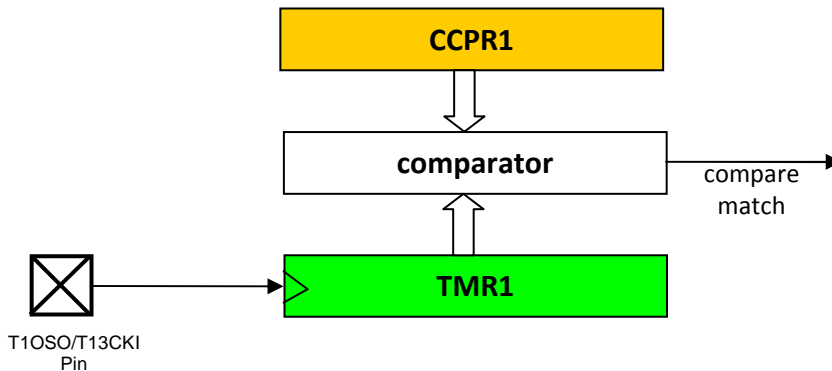 CCPR1
comparator
compare
match
TMR1
T1OSO/T13CKI
Pin